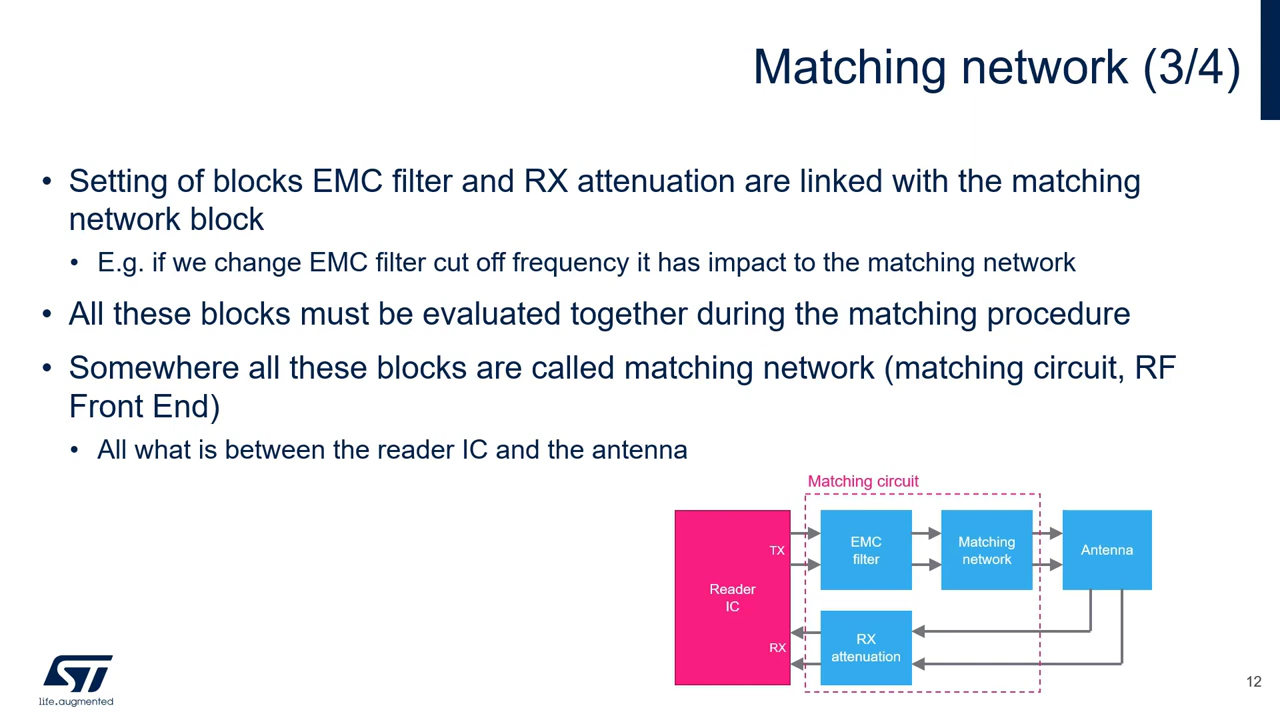 Matching network (3/4)
• Setting of blocks EMC filter and RX attenuation are linked with the matching
network block
• E.g. if we change EMC filter cut off frequency it has impact to the matching network
• All these blocks must be evaluated together during the matching procedure
• Somewhere all these blocks are called matching network (matching circuit, RF
Front End)
• All what is between the reader IC and the antenna
Matching circuit
Reader
IC
TX
RX
EMC
filter
Matching
network
Antenna
RX
attenuation
ST
life.augmented
12